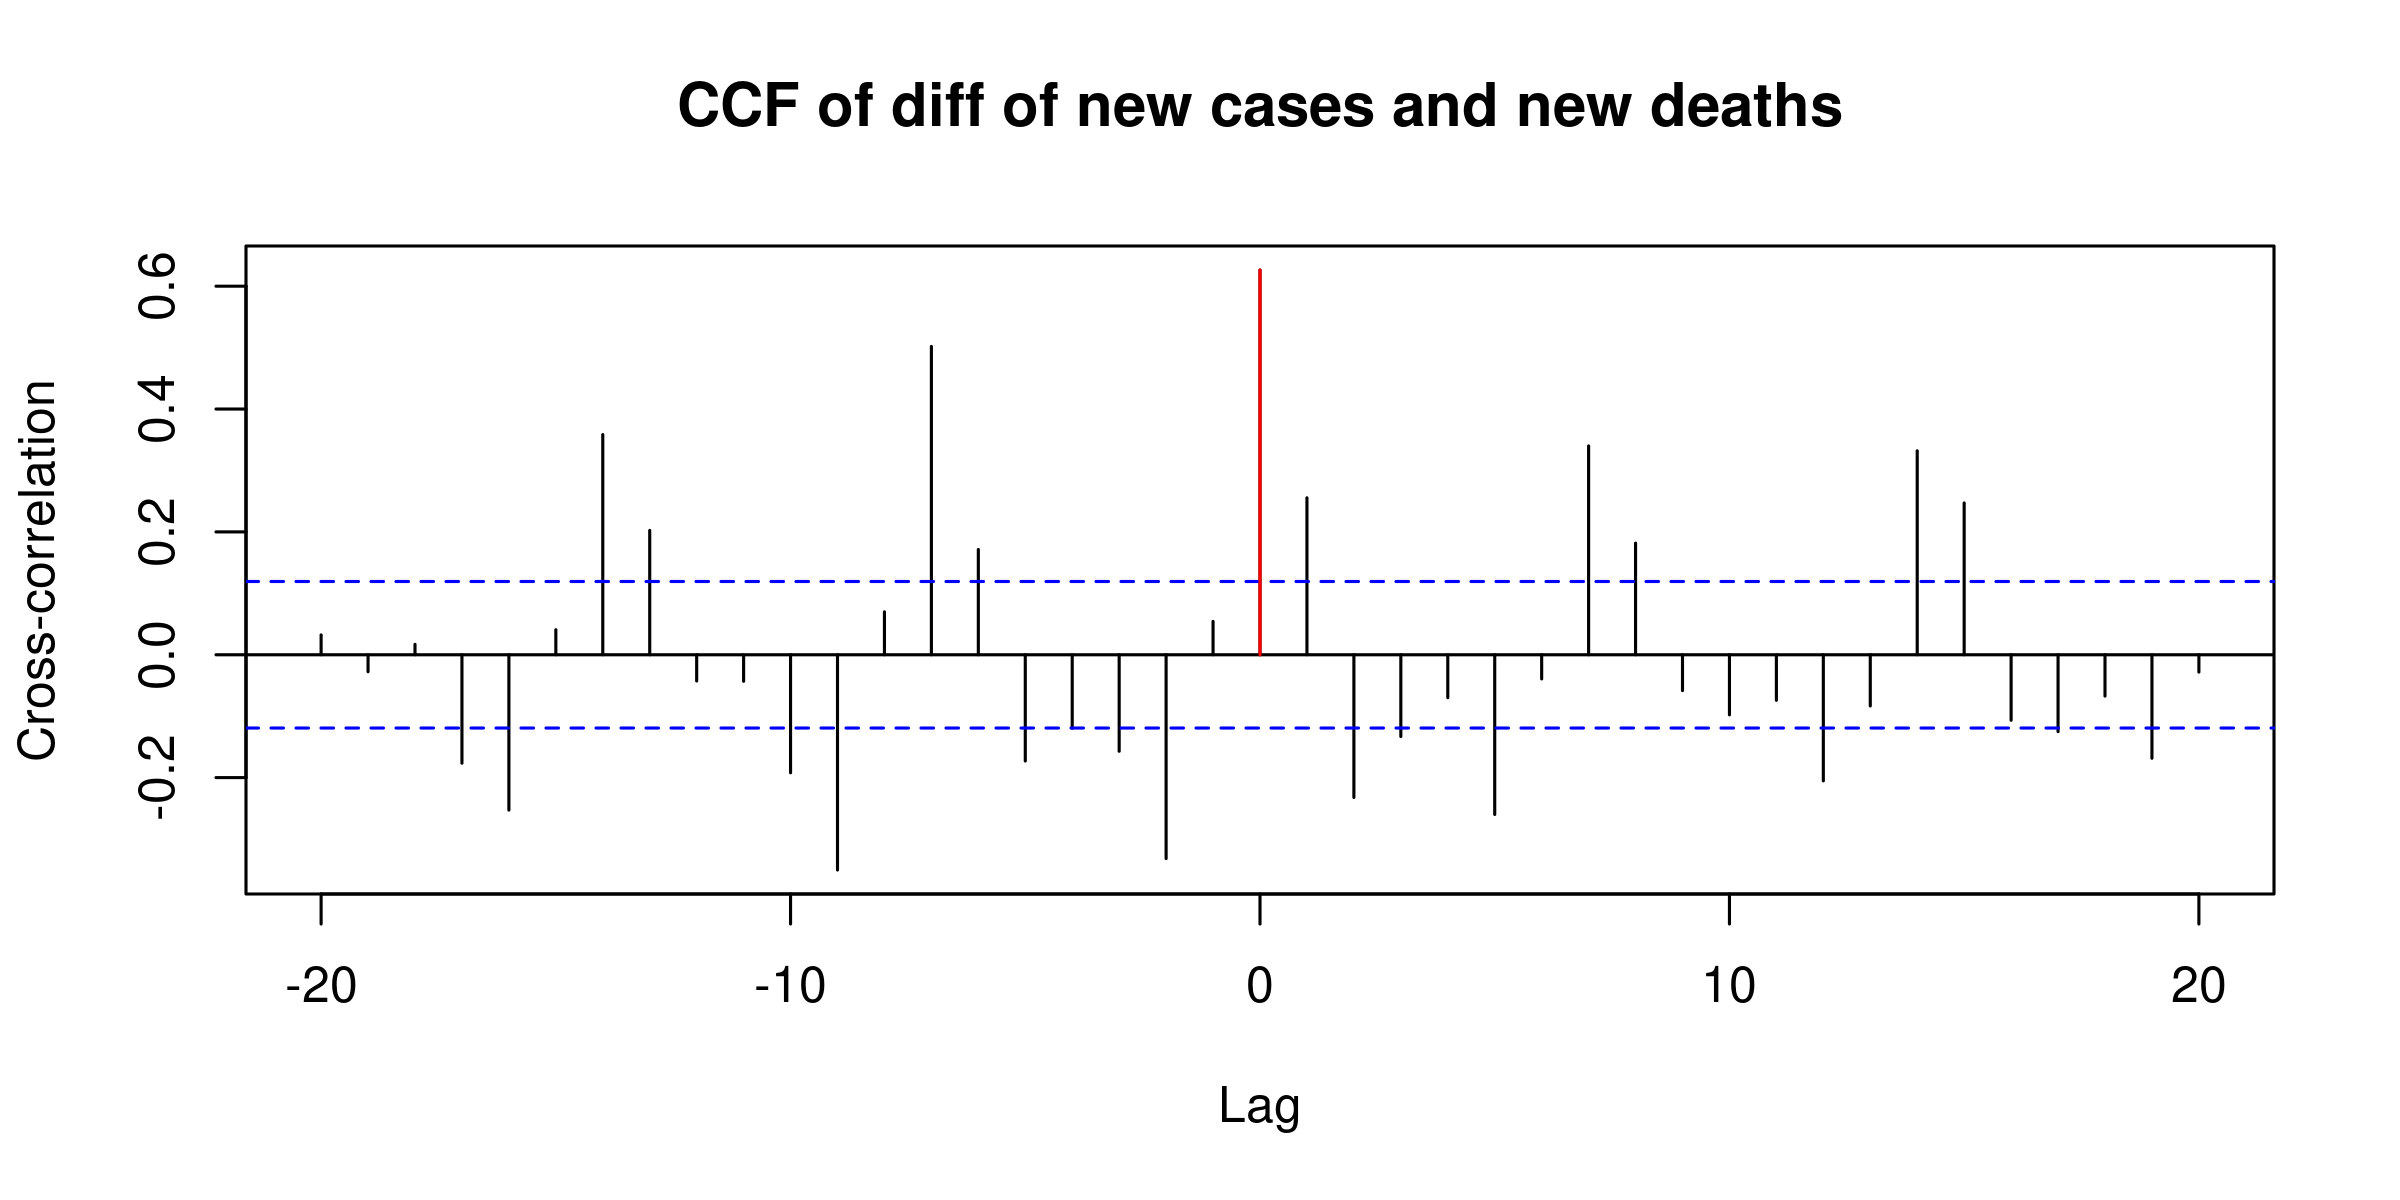 CCF of diff of new cases and new deaths
Cross-correlation
0.6
0.4
0.2
0.0
-0.2
-20 -10 0 10 20
Lag